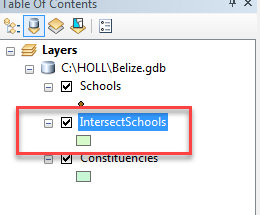 Table Of Contents
Layers
C:\HOLL\Belize.gdb
Schools
IntersectSchools
Constituencies